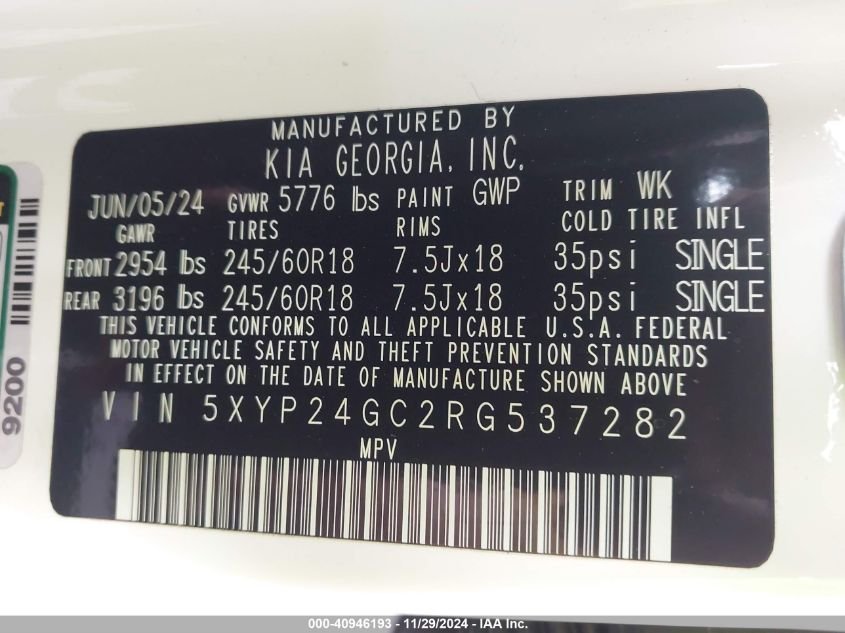 MANUFACTURED BY
KIA GEORGIA, INC.
JUN/05/24 GVWR 5776 lbs PAINT GWP TRIM WK
GAWR TIRES RIMS COLD TIRE INFL
FRONT 2954 lbs 245/60R18 7.5Jx18 35psi SINGLE
REAR 3196 lbs 245/60R18 7.5Jx18 35psi SINGLE
THIS VEHICLE CONFORMS TO ALL APPLICABLE U.S.A. FEDERAL
MOTOR VEHICLE SAFETY AND THEFT PREVENTION STANDARDS
IN EFFECT ON THE DATE OF MANUFACTURE SHOWN ABOVE
VIN 5XYP24GC2RG537282
MPV
9200
000-40946193 - 11/29/2024 - IAA Inc.